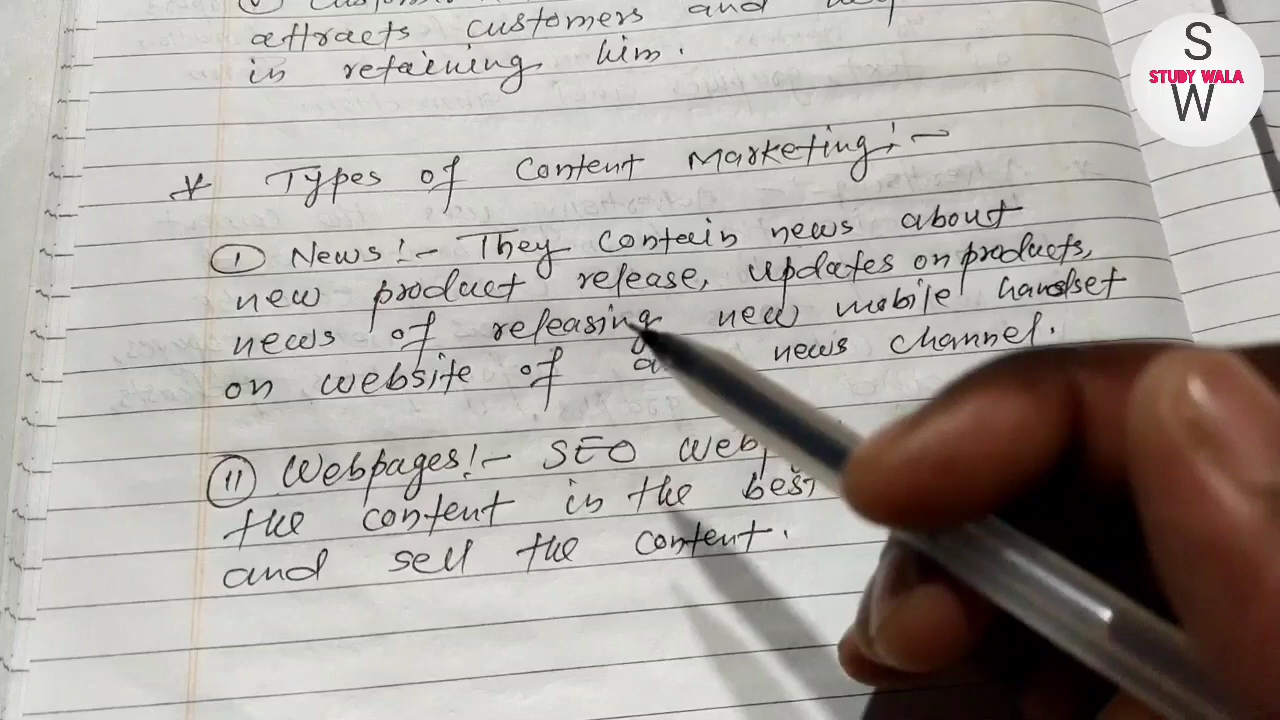 attracts customers and
in retaining him.
* Types of Content Marketing:-
(I) News:- They contain news about
new product release, updates on products,
news of releasing new mobile handset
on website of a news channel.
(II) Webpages:- SEO
the content in the best
and sell the content.
S
STUDY WALA
W